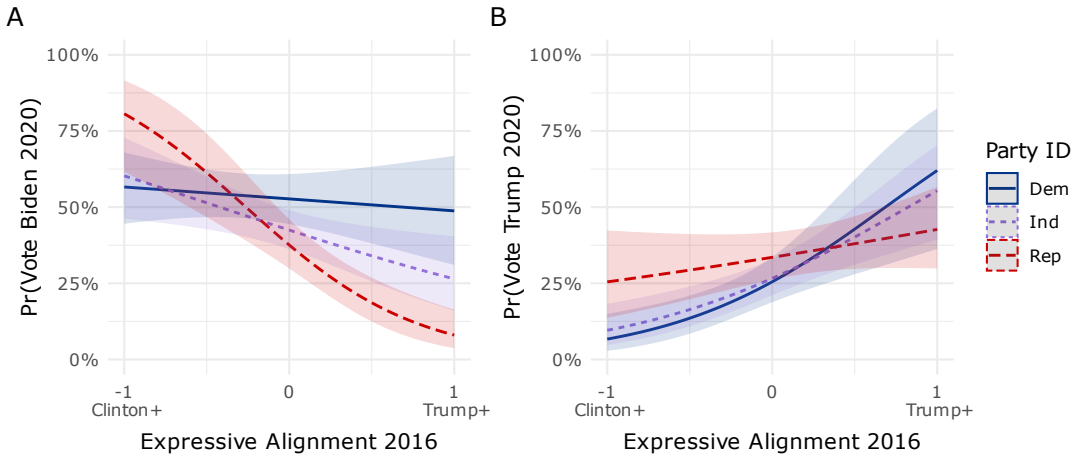 A
Pr(Vote Biden 2020)
100%
75%
50%
25%
0%
-1
Clinton+
0
1
Trump+
Expressive Alignment 2016
B
Pr(Vote Trump 2020)
100%
75%
50%
25%
0%
-1
Clinton+
0
1
Trump+
Expressive Alignment 2016
Party ID
Dem
Ind
Rep